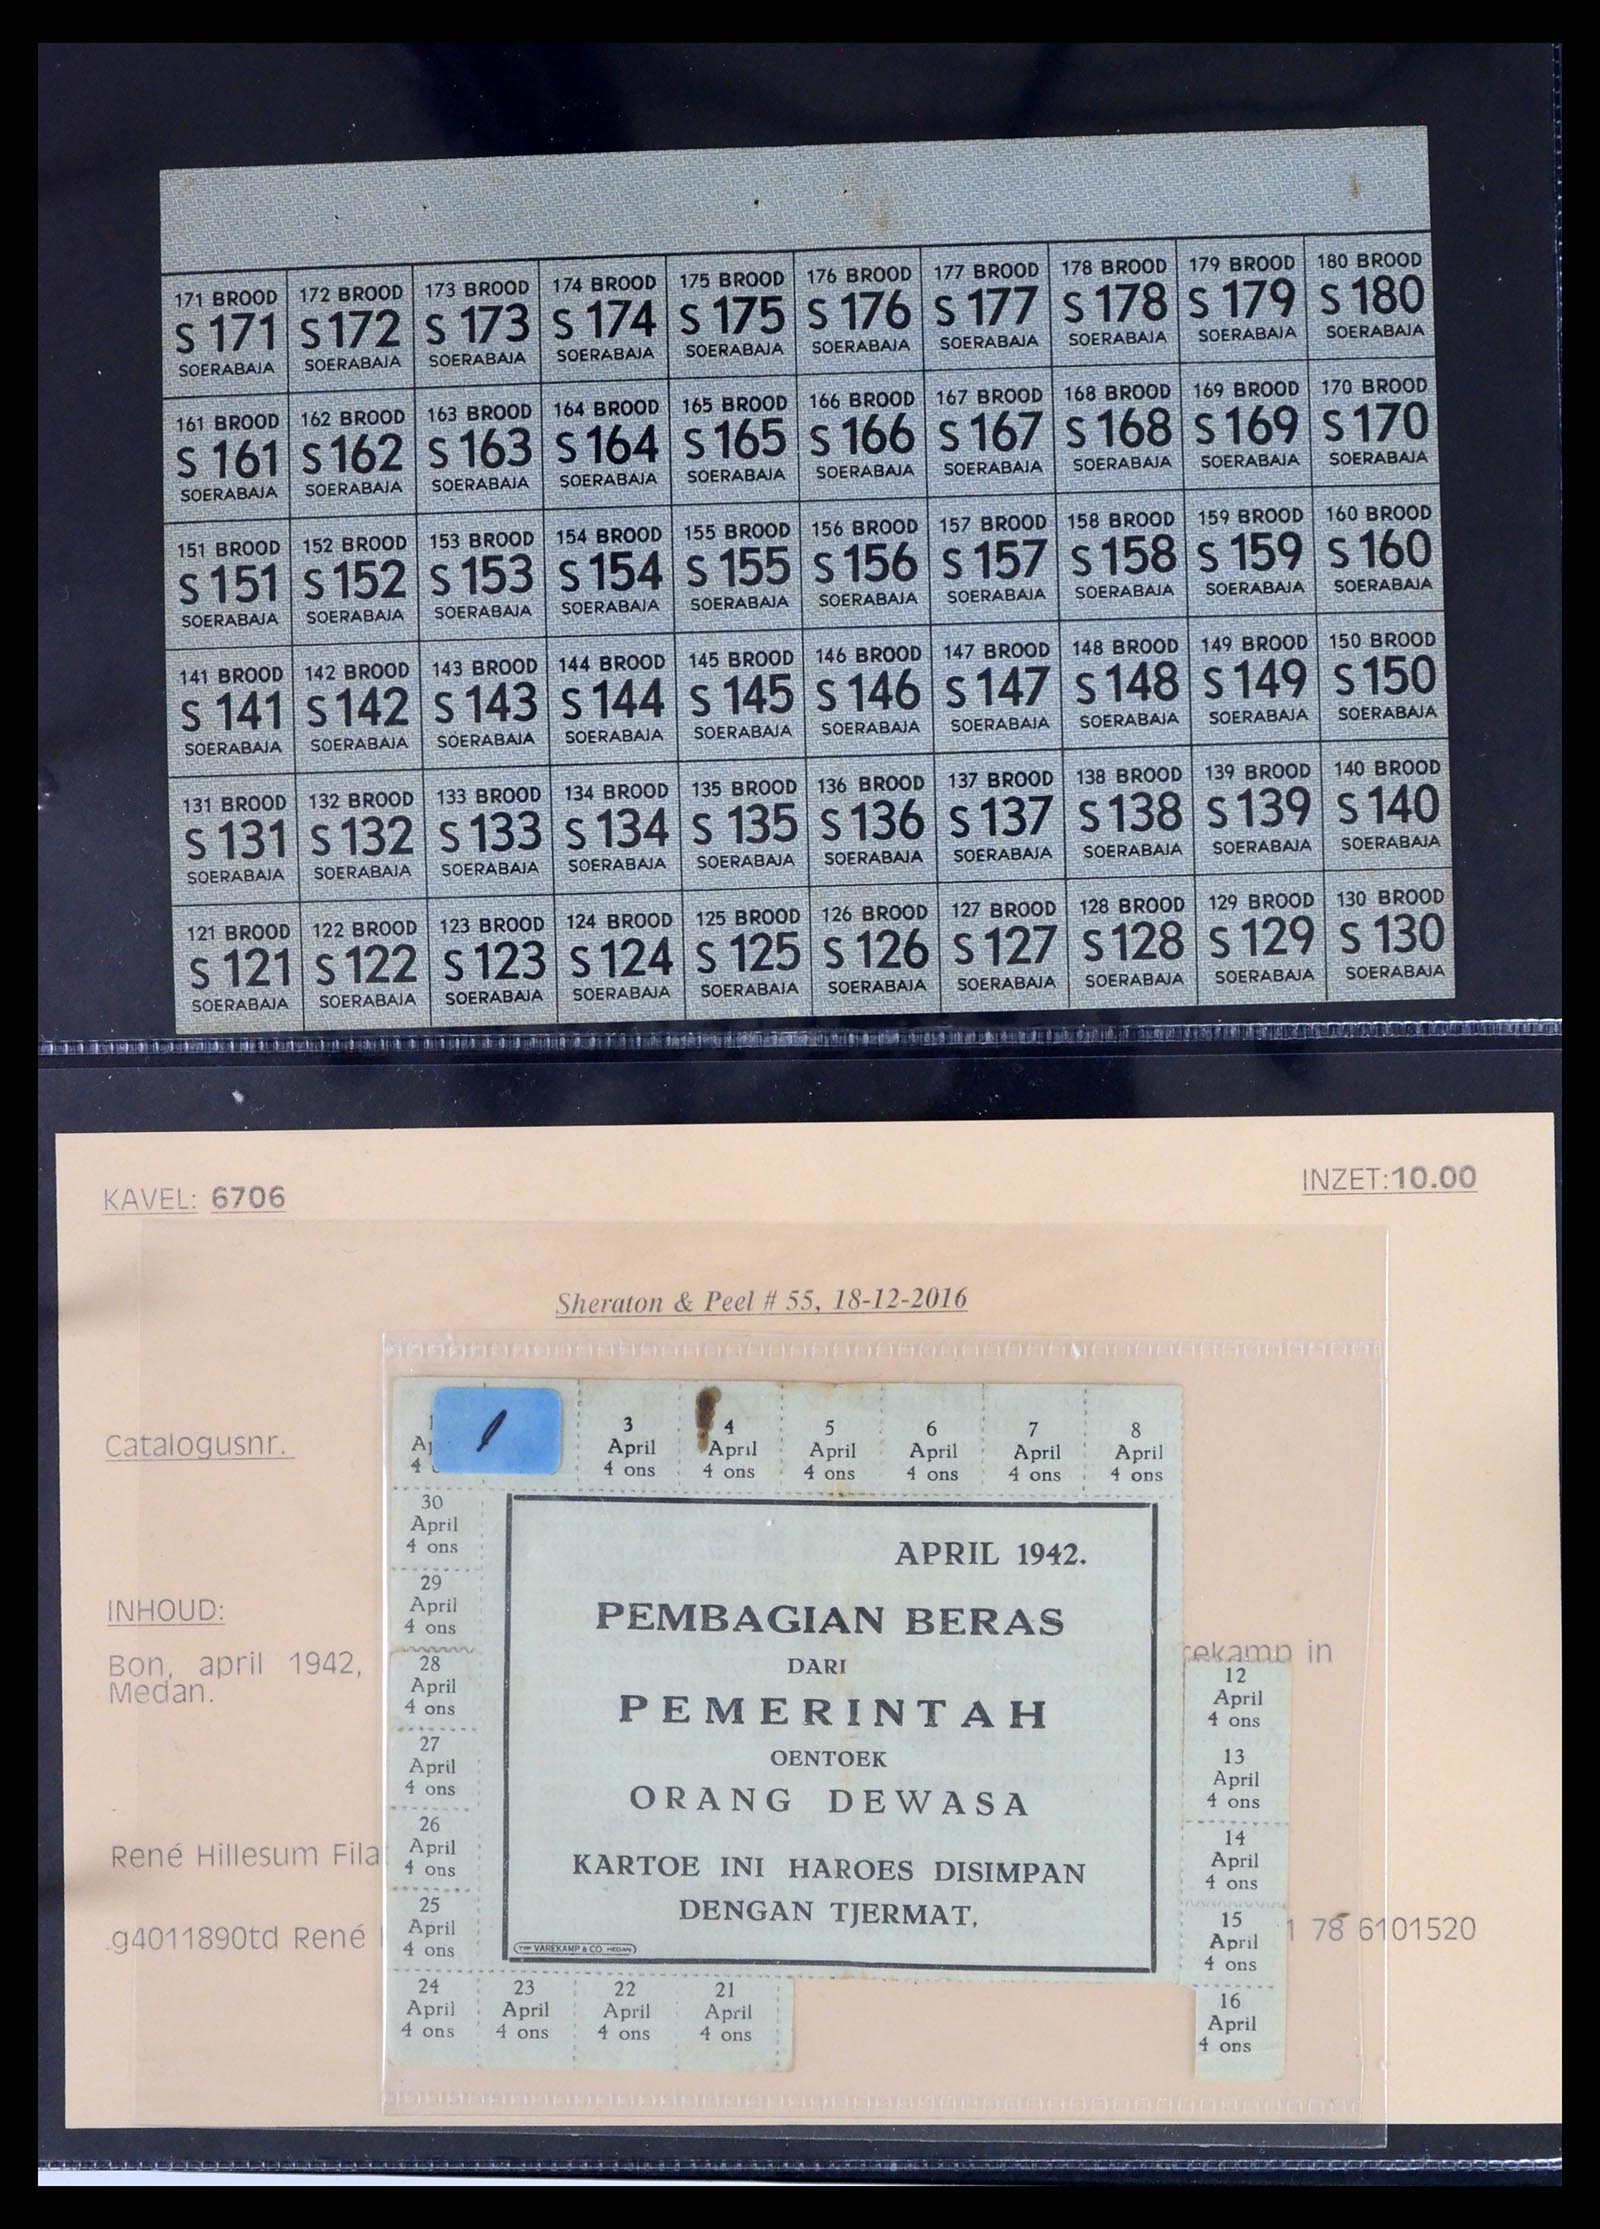 171 BROOD 172 BROOD 173 BROOD 174 BROOD 175 BROOD 176 BROOD 177 BROOD 178 BROOD 179 BROOD 180 BROOD
S 171 S 172 S 173 S 174 S 175 S 176 S 177 S 178 S 179 S 180
SOERABAJA SOERABAJA SOERABAJA SOERABAJA SOERABAJA SOERABAJA SOERABAJA SOERABAJA SOERABAJA SOERABAJA
161 BROOD 162 BROOD 163 BROOD 164 BROOD 165 BROOD 166 BROOD 167 BROOD 168 BROOD 169 BROOD 170 BROOD
S 161 S 162 S 163 S 164 S 165 S 166 S 167 S 168 S 169 S 170
SOERABAJA SOERABAJA SOERABAJA SOERABAJA SOERABAJA SOERABAJA SOERABAJA SOERABAJA SOERABAJA SOERABAJA
151 BROOD 152 BROOD 153 BROOD 154 BROOD 155 BROOD 156 BROOD 157 BROOD 158 BROOD 159 BROOD 160 BROOD
S 151 S 152 S 153 S 154 S 155 S 156 S 157 S 158 S 159 S 160
SOERABAJA SOERABAJA SOERABAJA SOERABAJA SOERABAJA SOERABAJA SOERABAJA SOERABAJA SOERABAJA SOERABAJA
141 BROOD 142 BROOD 143 BROOD 144 BROOD 145 BROOD 146 BROOD 147 BROOD 148 BROOD 149 BROOD 150 BROOD
S 141 S 142 S 143 S 144 S 145 S 146 S 147 S 148 S 149 S 150
SOERABAJA SOERABAJA SOERABAJA SOERABAJA SOERABAJA SOERABAJA SOERABAJA SOERABAJA SOERABAJA SOERABAJA
131 BROOD 132 BROOD 133 BROOD 134 BROOD 135 BROOD 136 BROOD 137 BROOD 138 BROOD 139 BROOD 140 BROOD
S 131 S 132 S 133 S 134 S 135 S 136 S 137 S 138 S 139 S 140
SOERABAJA SOERABAJA SOERABAJA SOERABAJA SOERABAJA SOERABAJA SOERABAJA SOERABAJA SOERABAJA SOERABAJA
121 BROOD 122 BROOD 123 BROOD 124 BROOD 125 BROOD 126 BROOD 127 BROOD 128 BROOD 129 BROOD 130 BROOD
S 121 S 122 S 123 S 124 S 125 S 126 S 127 S 128 S 129 S 130
SOERABAJA SOERABAJA SOERABAJA SOERABAJA SOERABAJA SOERABAJA SOERABAJA SOERABAJA SOERABAJA SOERABAJA
KAVEL: 6706 INZET:10.00
Sheraton & Peel # 55, 18-12-2016
Catalogusnr.
INHOUD:
Bon, april 1942, in
Medan.
René Hillesum
g4011890td René 78 6101520
3 4 5 6 7 8
April April April April April April
4 ons 4 ons 4 ons 4 ons 4 ons 4 ons
30
April
4 ons
29
April
4 ons
28
April
4 ons
27
April
4 ons
26
April
4 ons
25
April
4 ons
APRIL 1942.
PEMBAGIAN BERAS
DARI
PEMERINTAH
OENTOEK
ORANG DEWASA
KARTOE INI HAROES DISIMPAN
DENGAN TJERMAT.
TYP VAREKAMP & CO. MEDAN
12
April
4 ons
13
April
4 ons
14
April
4 ons
15
April
4 ons
16
April
4 ons
24 23 22 21
April April April April
4 ons 4 ons 4 ons 4 ons